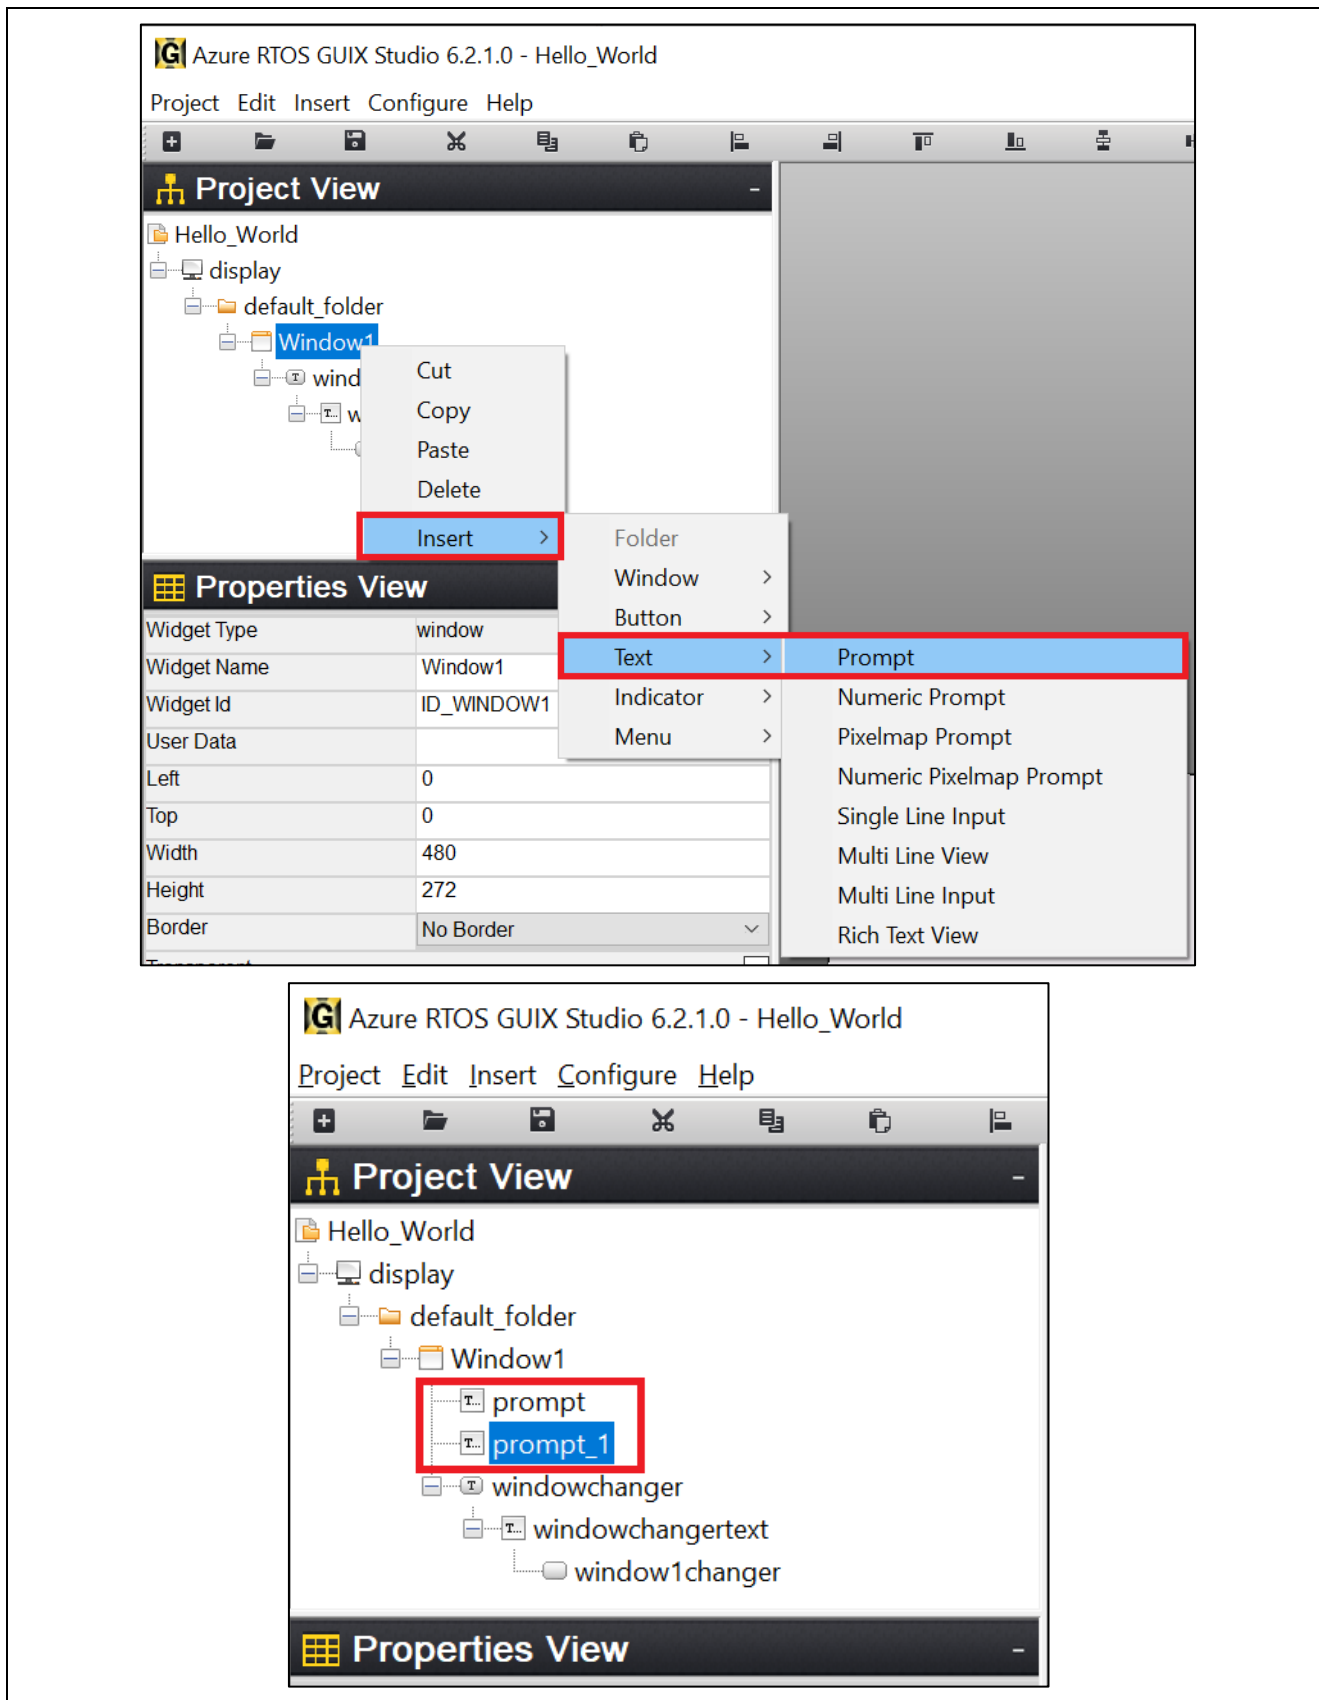 Azure RTOS GUIX Studio 6.2.1.0 - Hello_World
Project Edit Insert Configure Help
Project View
Hello_World
display
default_folder
Window1
wind
w
Cut
Copy
Paste
Delete
Insert
Folder
Window
Button
Text
Indicator
Menu
Prompt
Numeric Prompt
Pixelmap Prompt
Numeric Pixelmap Prompt
Single Line Input
Multi Line View
Multi Line Input
Rich Text View
Properties View
Widget Type window
Widget Name Window1
Widget Id ID_WINDOW1
User Data
Left 0
Top 0
Width 480
Height 272
Border No Border
Azure RTOS GUIX Studio 6.2.1.0 - Hello_World
Project Edit Insert Configure Help
Project View
Hello_World
display
default_folder
Window1
prompt
prompt_1
windowchanger
windowchangertext
window1changer
Properties View